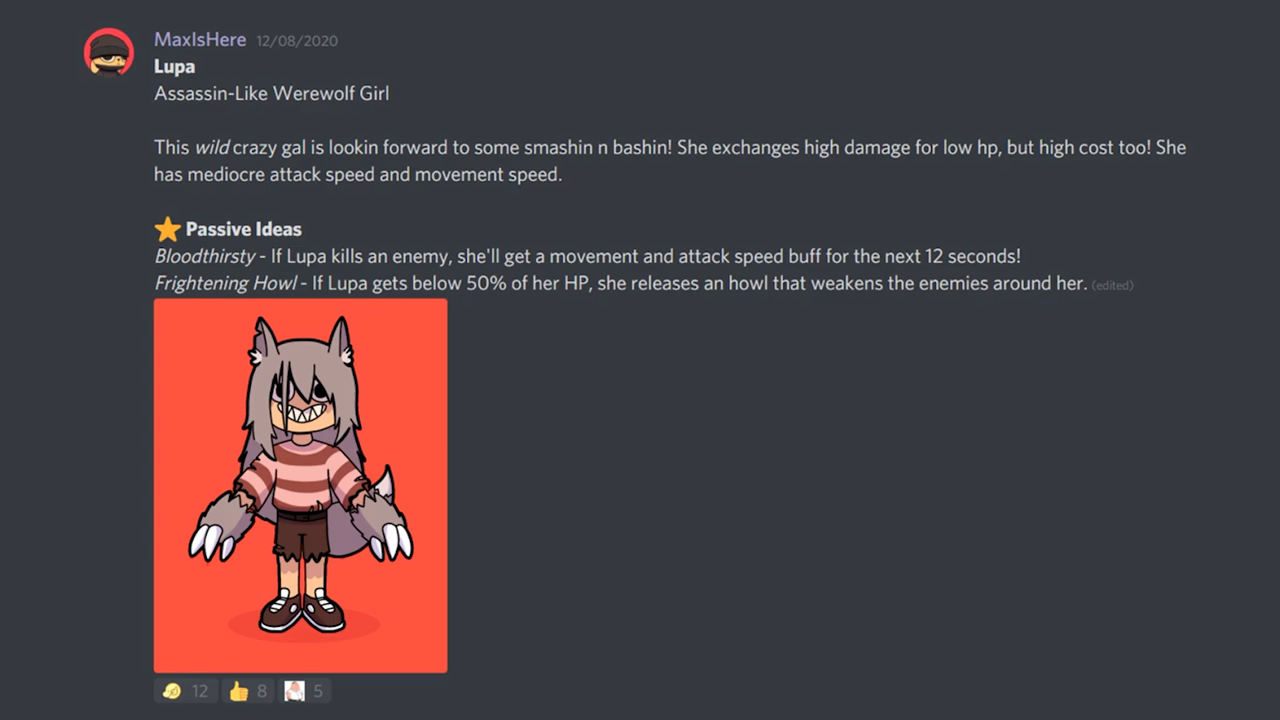 MaxIsHere 12/08/2020
Lupa
Assassin-Like Werewolf Girl
This wild crazy gal is lookin forward to some smashin n bashin! She exchanges high damage for low hp, but high cost too! She
has mediocre attack speed and movement speed.
Passive Ideas
Bloodthirsty - If Lupa kills an enemy, she'll get a movement and attack speed buff for the next 12 seconds!
Frightening Howl - If Lupa gets below 50% of her HP, she releases an howl that weakens the enemies around her. (edited)
12 8 5